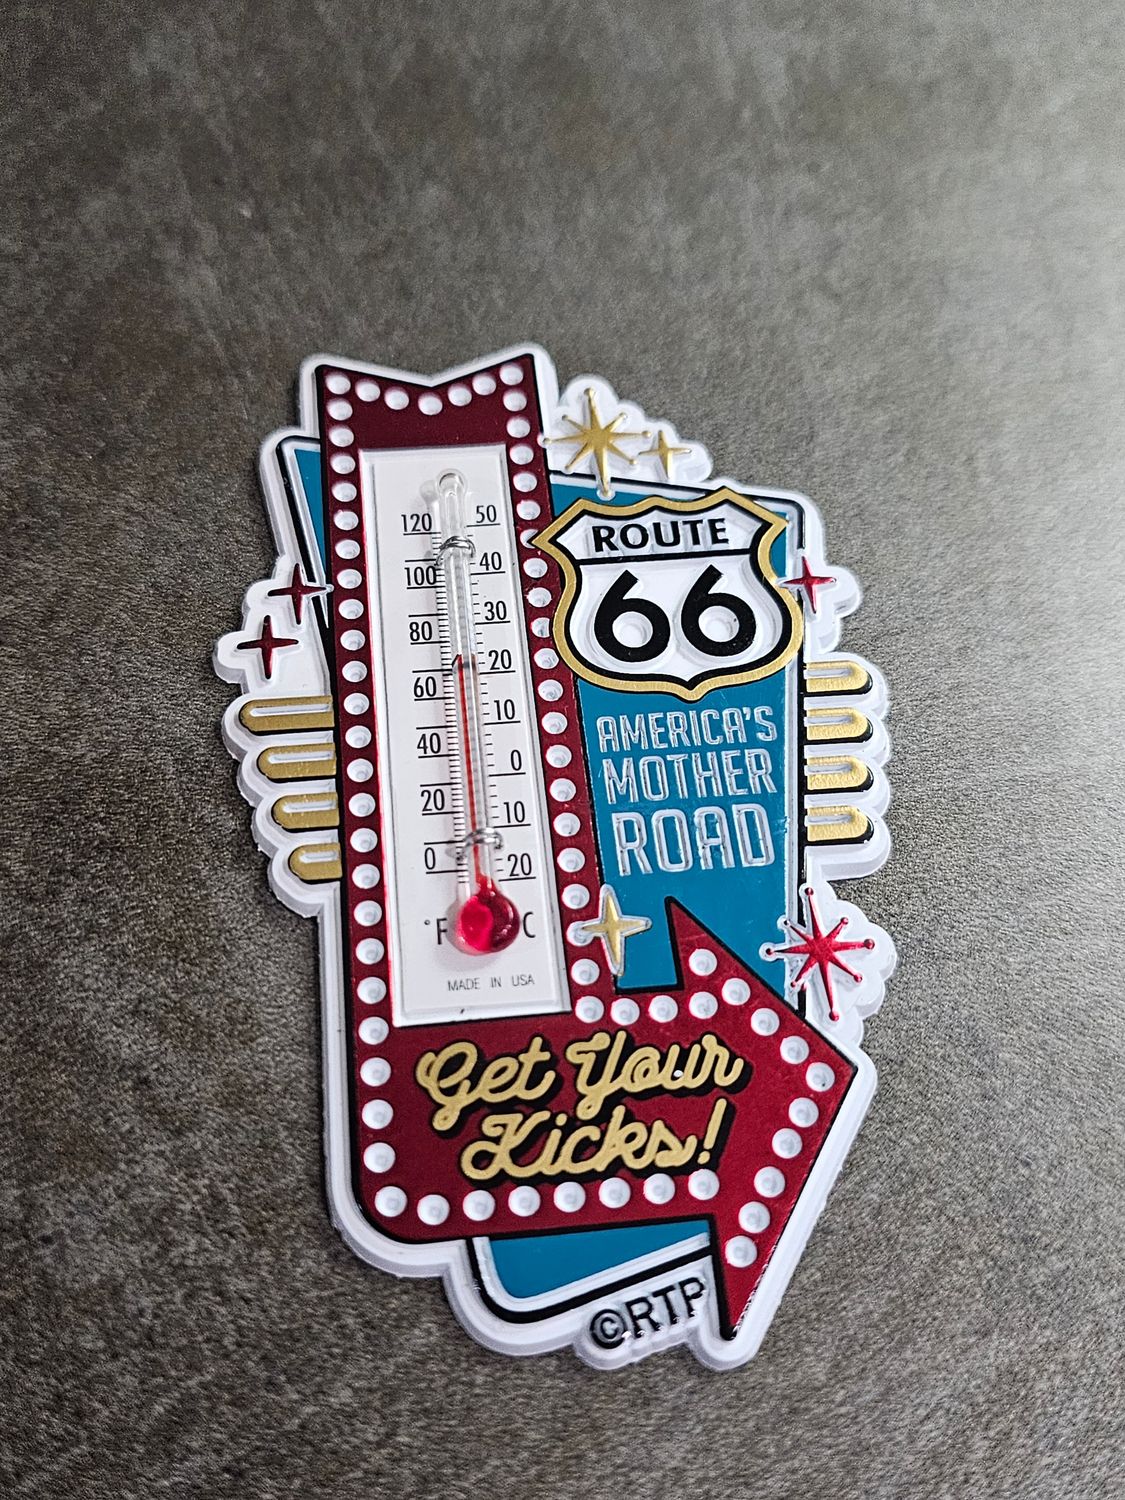 120 50
100 40
80 30
60 20
40 10
20 0
0 10
20
°F C
MADE IN USA
ROUTE
66
AMERICA'S
MOTHER
ROAD
Get Your
Kicks!
©RTP